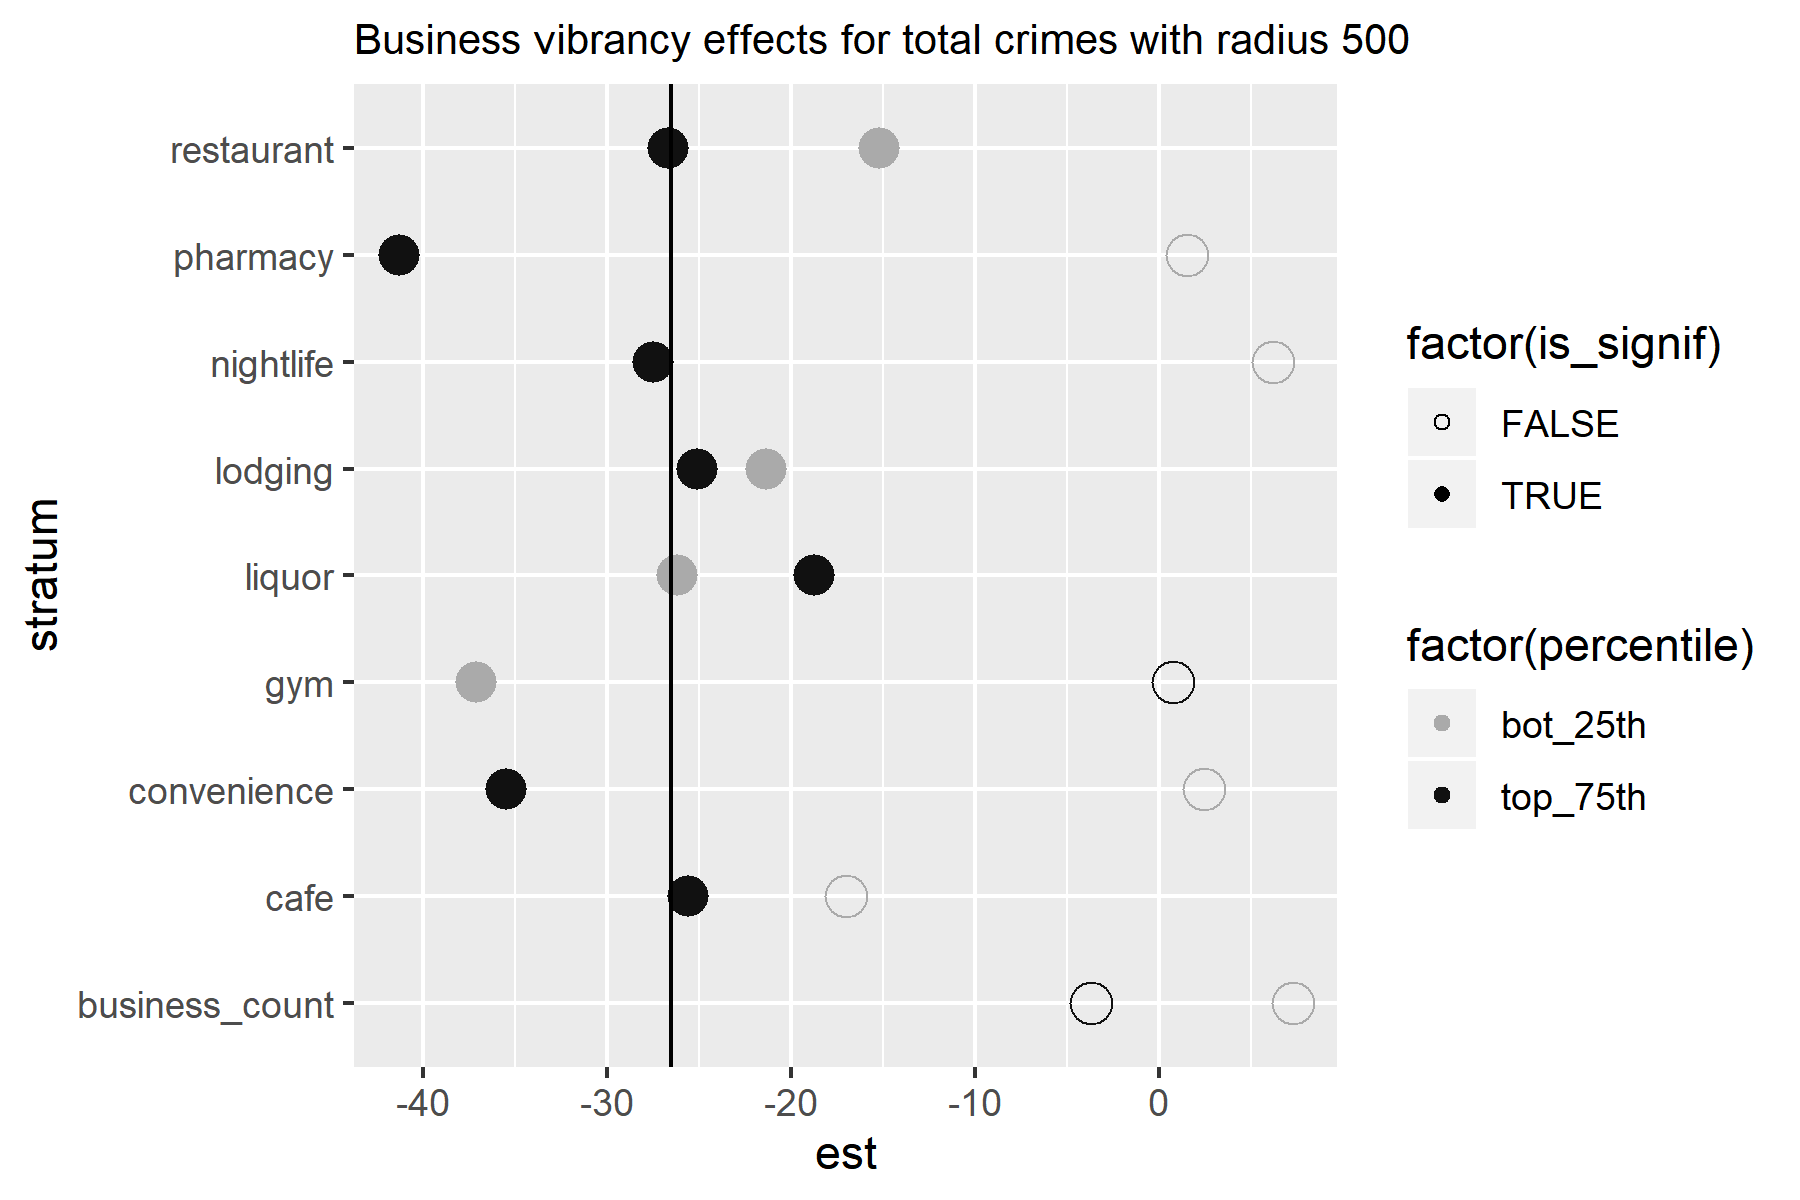 Business vibrancy effects for total crimes with radius 500
restaurant
pharmacy
nightlife
lodging
liquor
gym
convenience
cafe
business_count
stratum
-40 -30 -20 -10 0
est
factor(is_signif)
FALSE
TRUE
factor(percentile)
bot_25th
top_75th